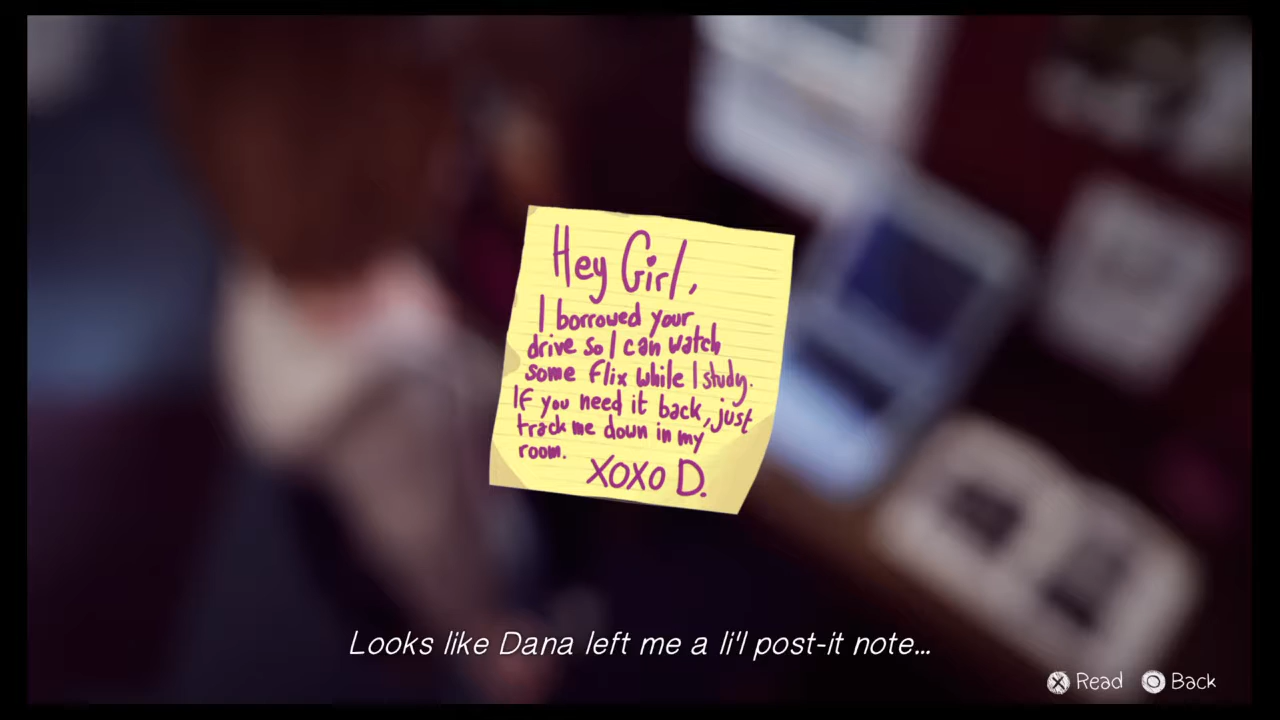 Hey Girl,
I borrowed your
drive so I can watch
some flix while I study.
If you need it back, just
track me down in my
room.
XOXO D.
Looks like Dana left me a li'l post-it note...
Read Back